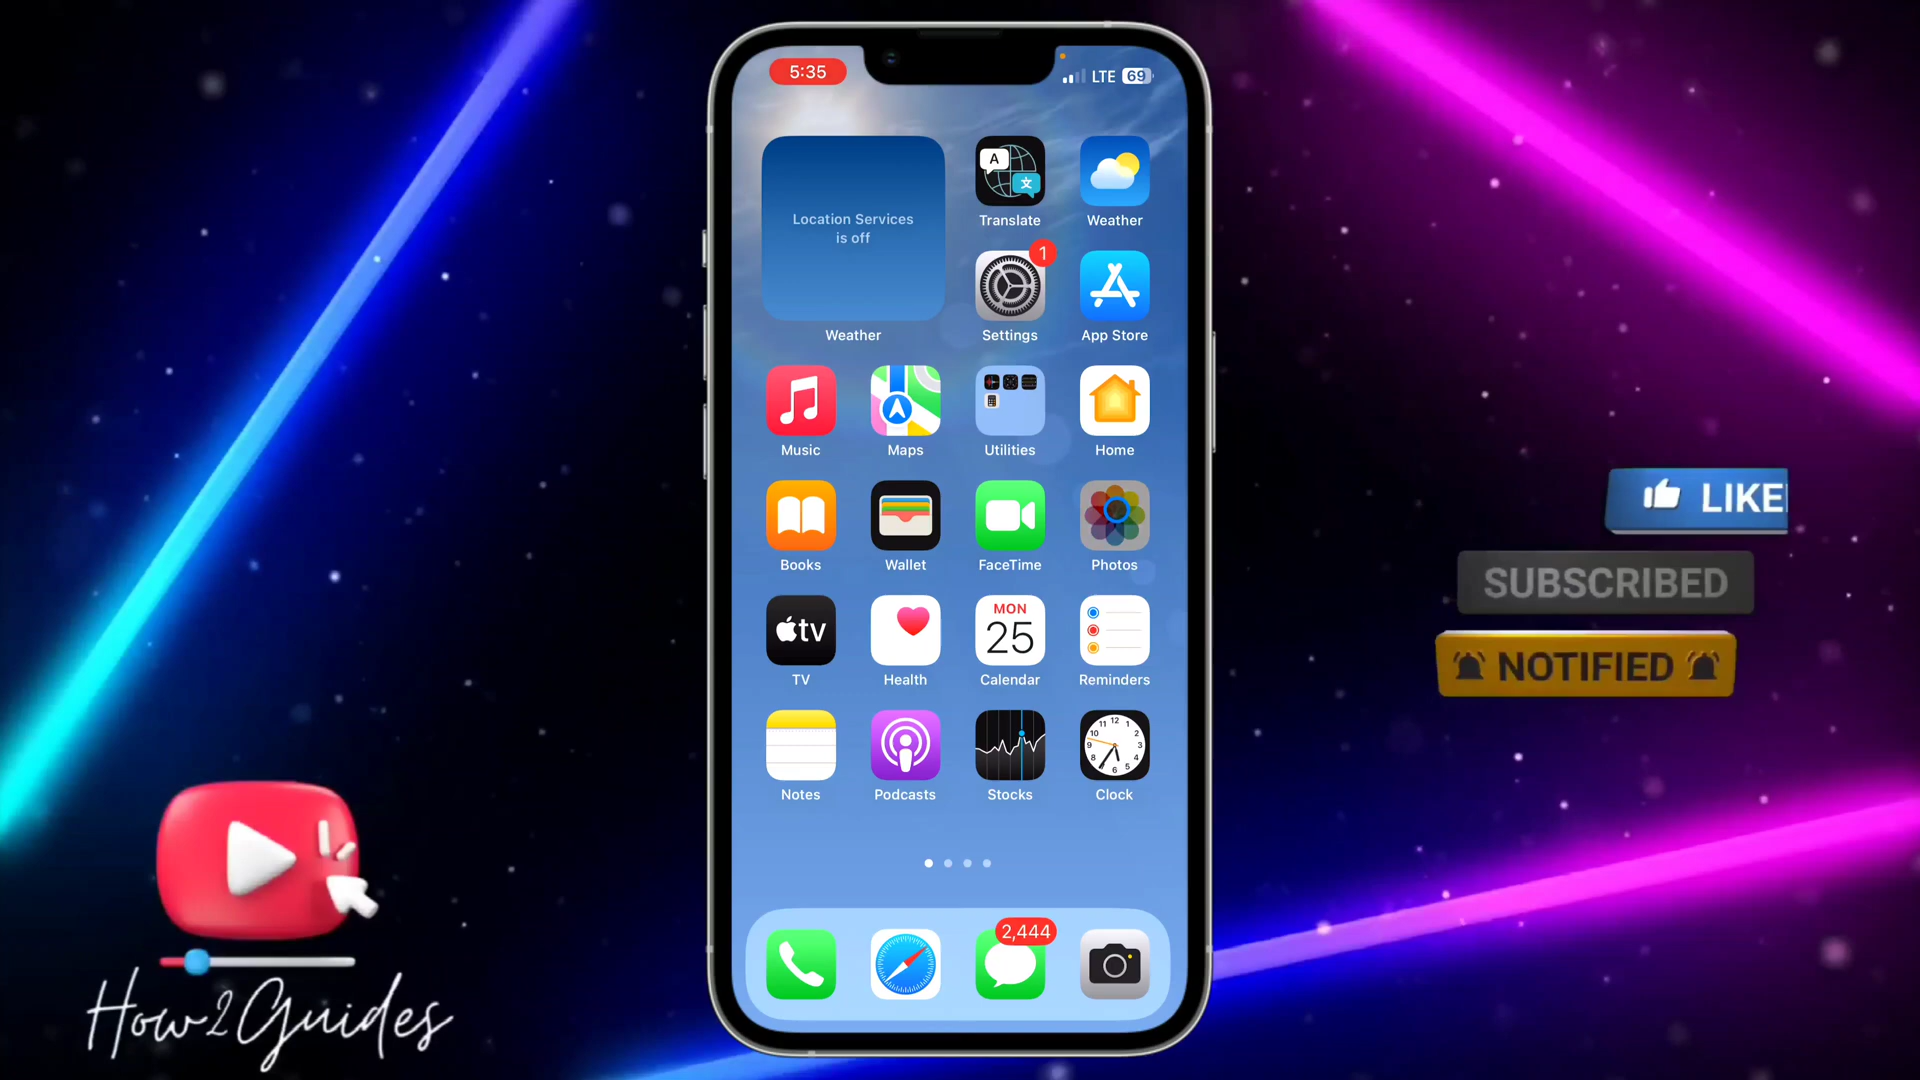 5:35
LTE 69
Location Services
is off
Weather
A
文
Translate
Weather
1
Settings
App Store
Music
Maps
Utilities
Home
Books
Wallet
FaceTime
Photos
tv
MON
25
TV
Health
Calendar
Reminders
Notes
Podcasts
Stocks
Clock
2,444
LIKE
SUBSCRIBED
NOTIFIED
How2Guides